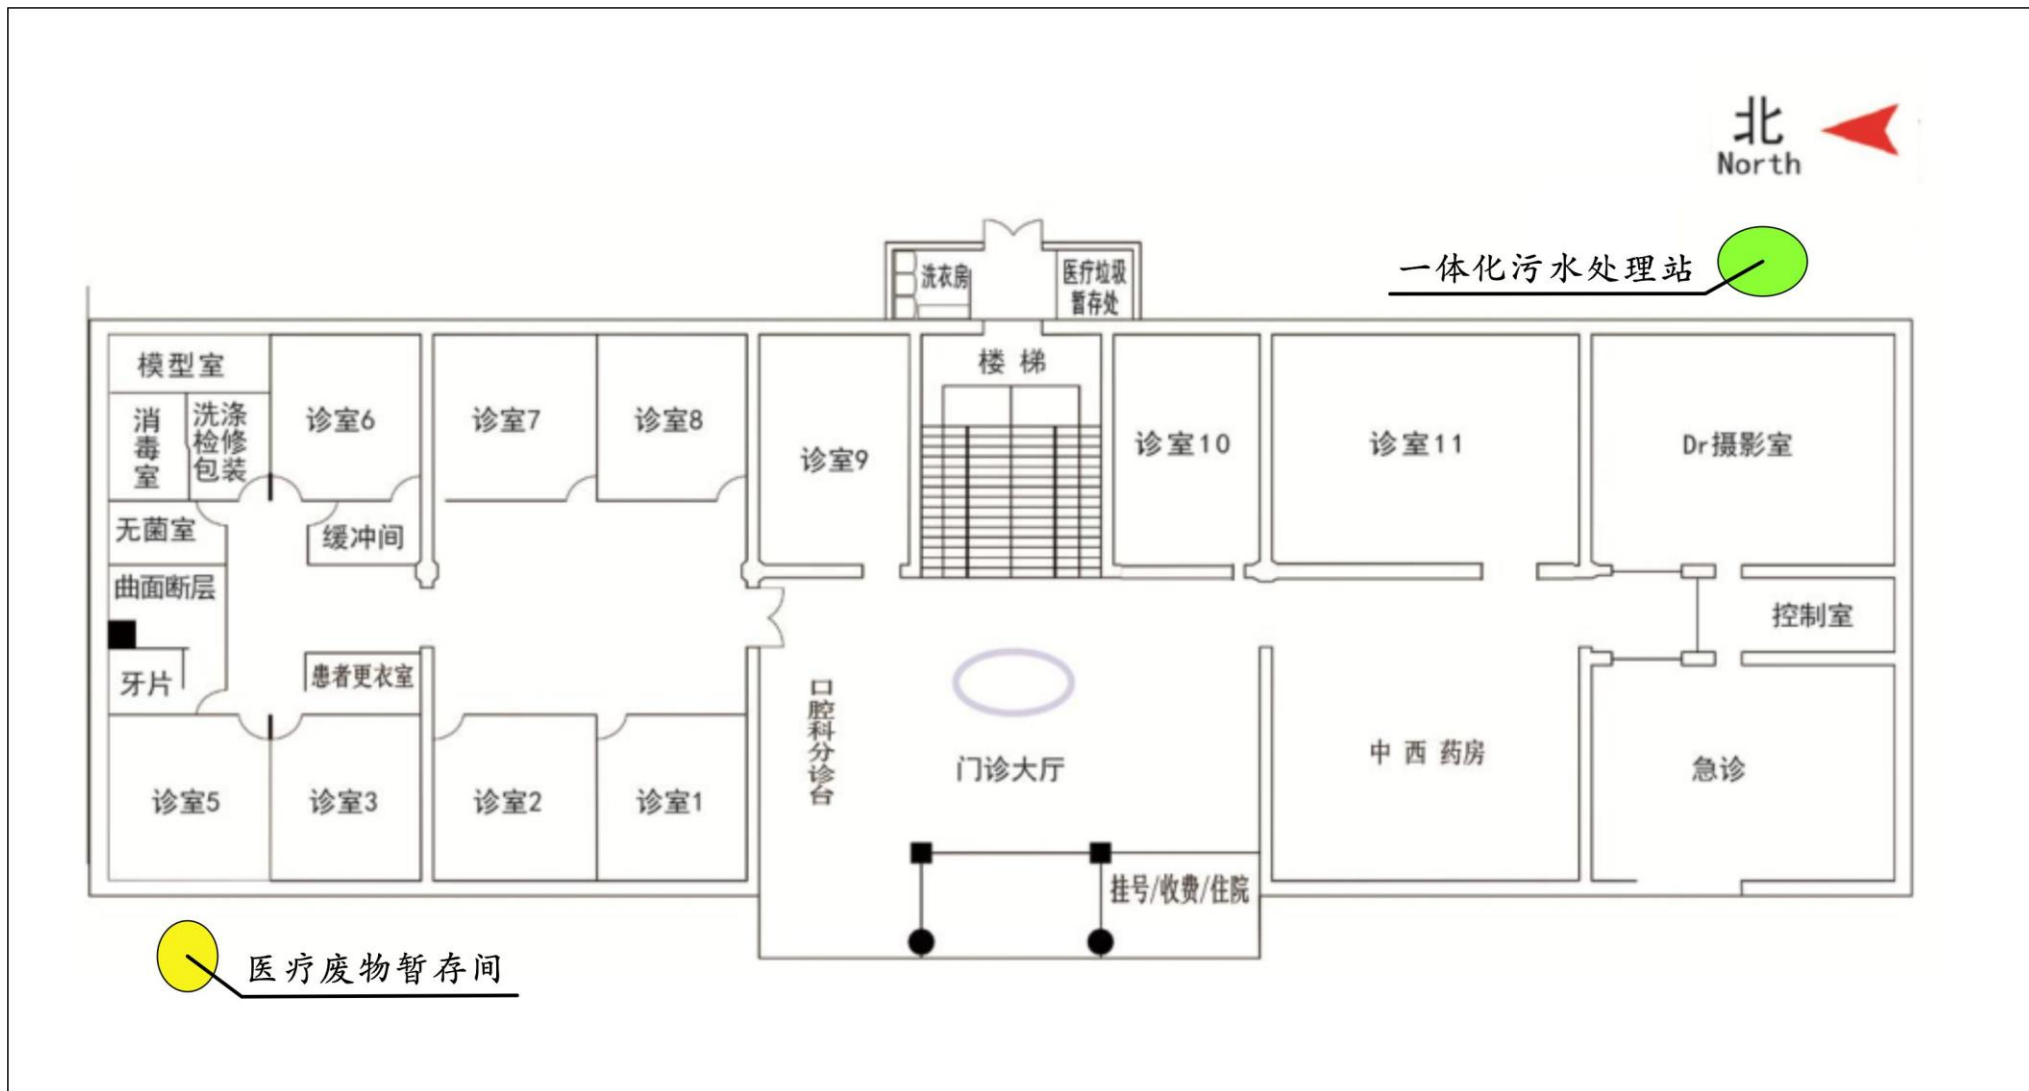 北
North
一体化污水处理站
洗衣房
医疗垃圾
暂存处
模型室
消毒室
洗涤
检修
包装
诊室6
诊室7
诊室8
诊室9
楼 梯
诊室10
诊室11
Dr摄影室
无菌室
缓冲间
曲面断层
控制室
牙片
患者更衣室
口腔科分诊台
门诊大厅
中 西 药房
急诊
诊室5
诊室3
诊室2
诊室1
挂号/收费/住院
医疗废物暂存间